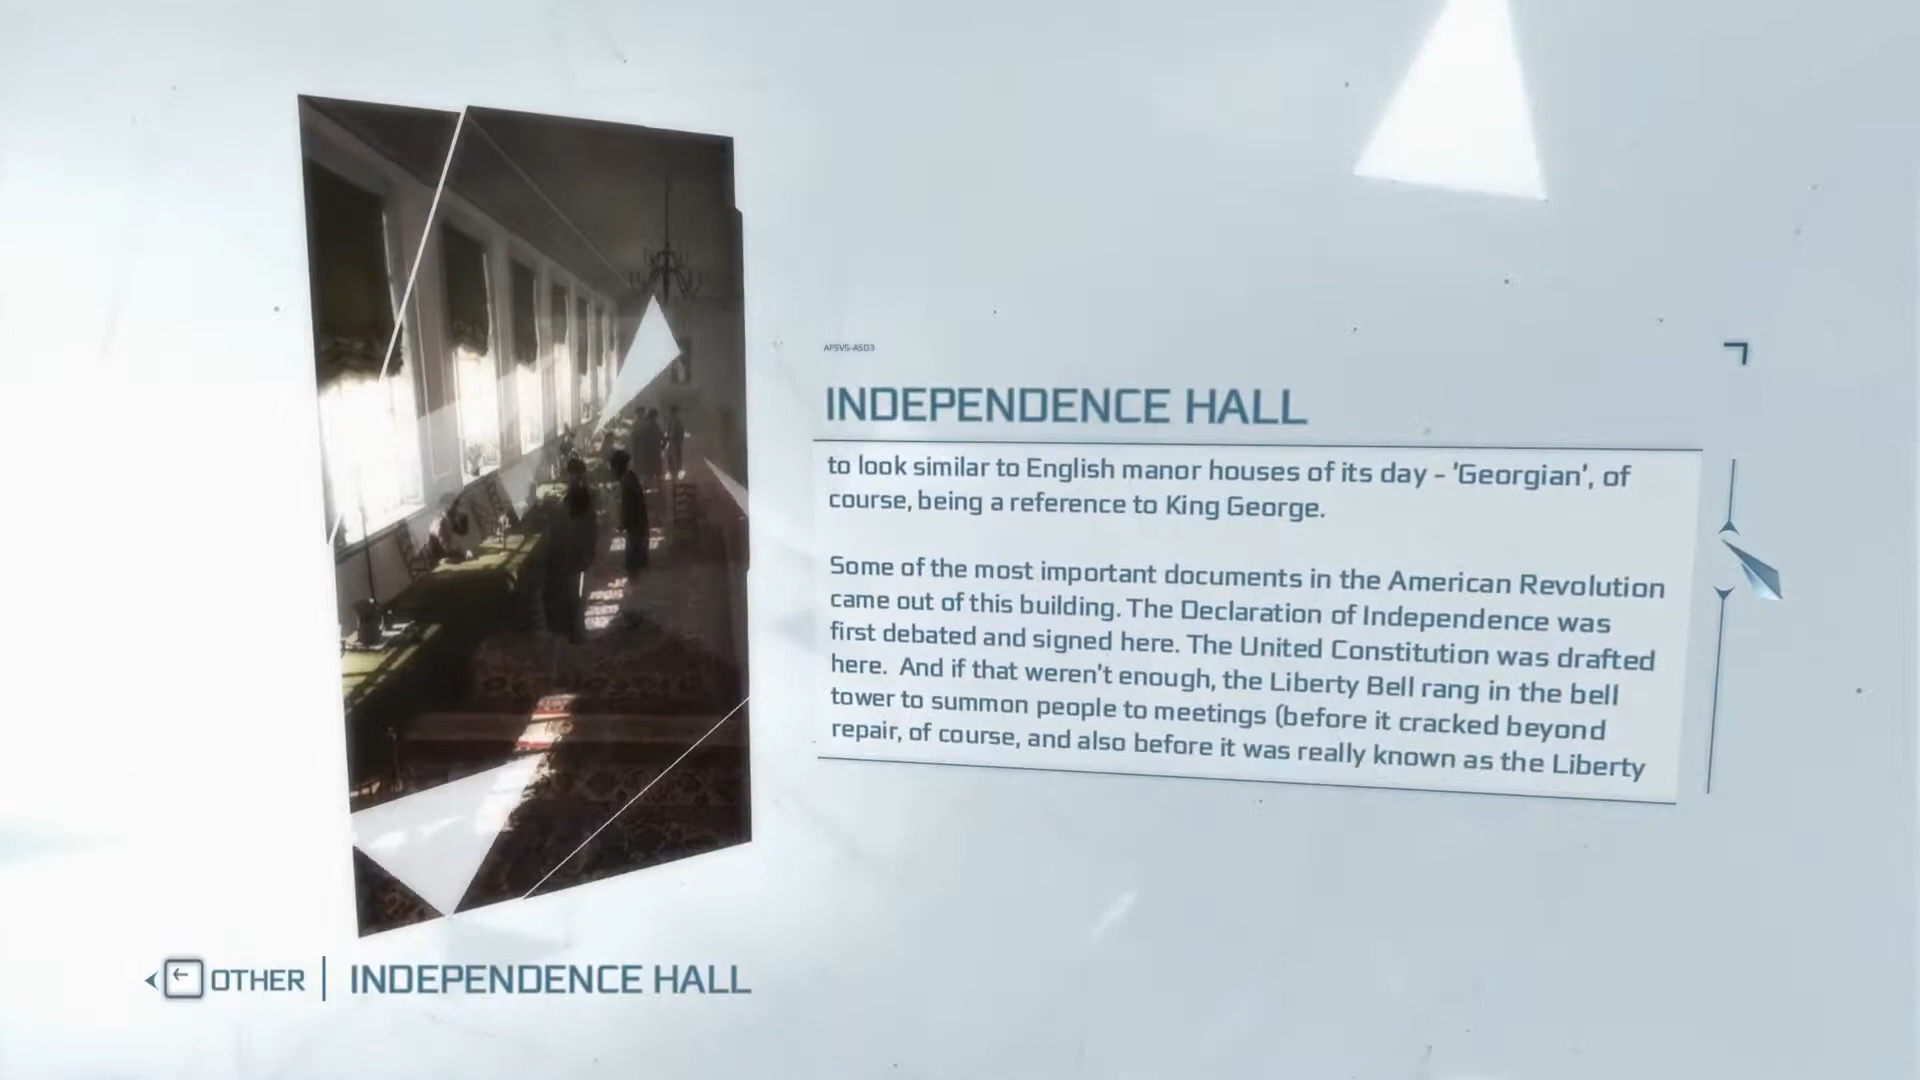 AFSVS-AS03
INDEPENDENCE HALL
to look similar to English manor houses of its day - 'Georgian', of
course, being a reference to King George.
Some of the most important documents in the American Revolution
came out of this building. The Declaration of Independence was
first debated and signed here. The United Constitution was drafted
here. And if that weren't enough, the Liberty Bell rang in the bell
tower to summon people to meetings (before it cracked beyond
repair, of course, and also before it was really known as the Liberty
OTHER | INDEPENDENCE HALL